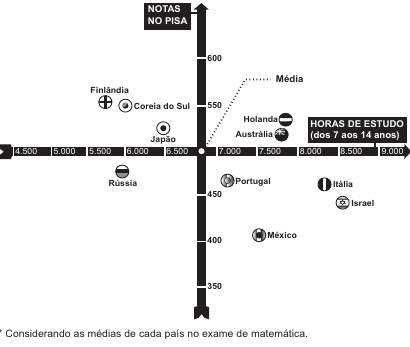 NOTAS
NO PISA
600
Média
Finlândia
550
Coreia do Sul
Holanda
HORAS DE ESTUDO
(dos 7 aos 14 anos)
Austrália
Japão
4.500 5.000 6.000 6.500 7.000 7.500 8.000 8.500 9.000
Rússia
Portugal
Itália
450
Israel
México
400
350
* Considerando as médias de cada país no exame de matemática.